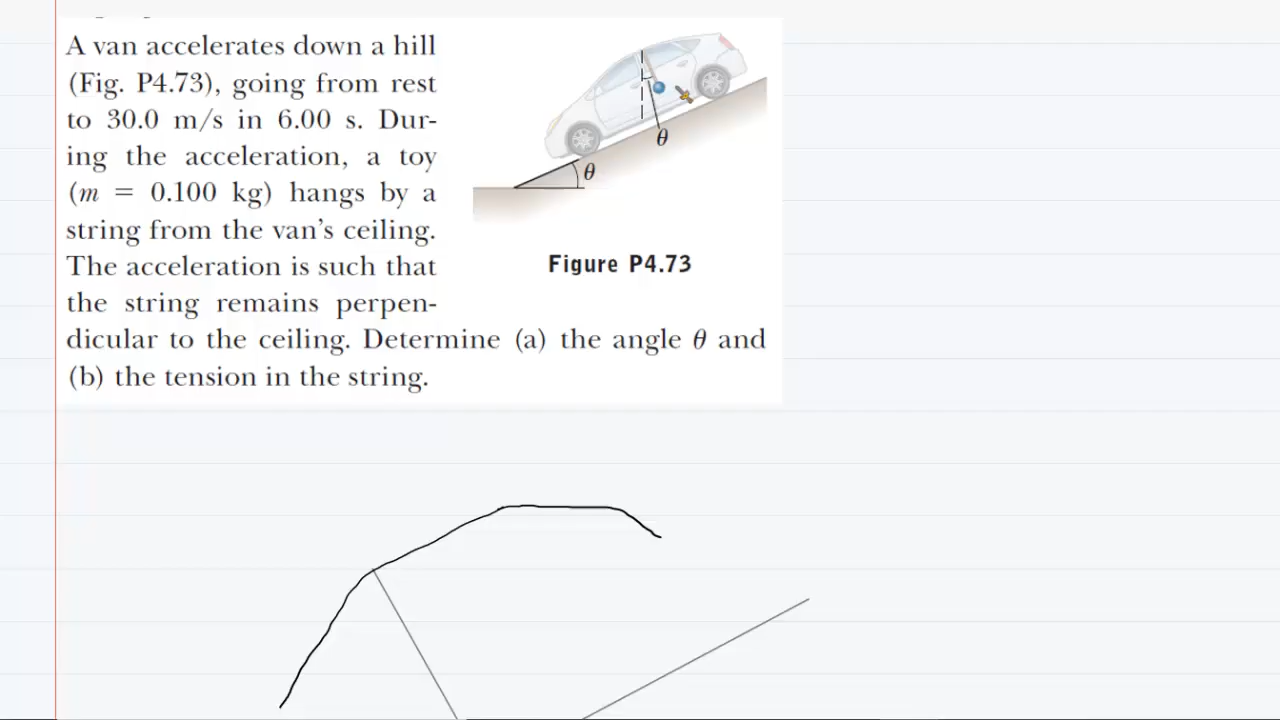 A van accelerates down a hill
(Fig. P4.73), going from rest
to 30.0 m/s in 6.00 s. Dur-
ing the acceleration, a toy
(m = 0.100 kg) hangs by a
string from the van’s ceiling.
The acceleration is such that
the string remains perpen-
dicular to the ceiling. Determine (a) the angle θ and
(b) the tension in the string.
θ
θ
Figure P4.73